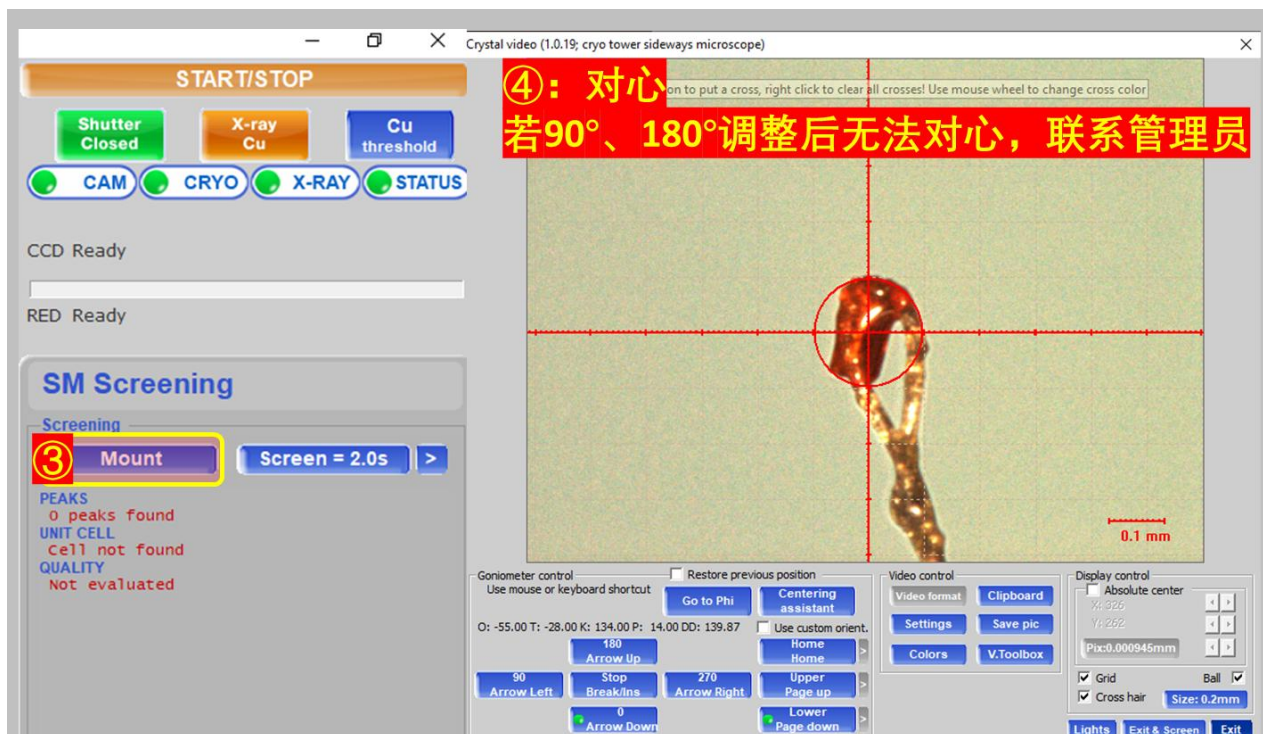 START/STOP
Shutter Closed
X-ray Cu
Cu threshold
CAM
CRYO
X-RAY
STATUS
CCD Ready
RED Ready
SM Screening
Screening
③
Mount
Screen = 2.0s
>
PEAKS
0 peaks found
UNIT CELL
Cell not found
QUALITY
Not evaluated
Crystal video (1.0.19; cryo tower sideways microscope)
④：对心
on to put a cross, right click to clear all crosses! Use mouse wheel to change cross color
若90°、180°调整后无法对心，联系管理员
0.1 mm
Goniometer control
Restore previous position
Use mouse or keyboard shortcut
Go to Phi
Centering assistant
O: -55.00 T: -28.00 K: 134.00 P: 14.00 DD: 139.87
Use custom orient.
180
Arrow Up
Home
Home
>
90
Arrow Left
Stop
Break/Ins
270
Arrow Right
Upper
Page up
>
0
Arrow Down
Lower
Page down
>
Video control
Video format
Clipboard
Settings
Save pic
Colors
V.Toolbox
Display control
Absolute center
X: 326
Y: 262
Pix:0.000945mm
Grid
Ball
Cross hair
Size: 0.2mm
Lights
Exit & Screen
Exit